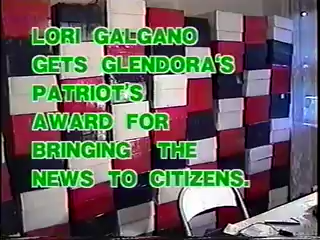 LORI GALGANO
GETS GLENDORA'S
PATRIOT'S
AWARD FOR
BRINGING THE
NEWS TO CITIZENS.